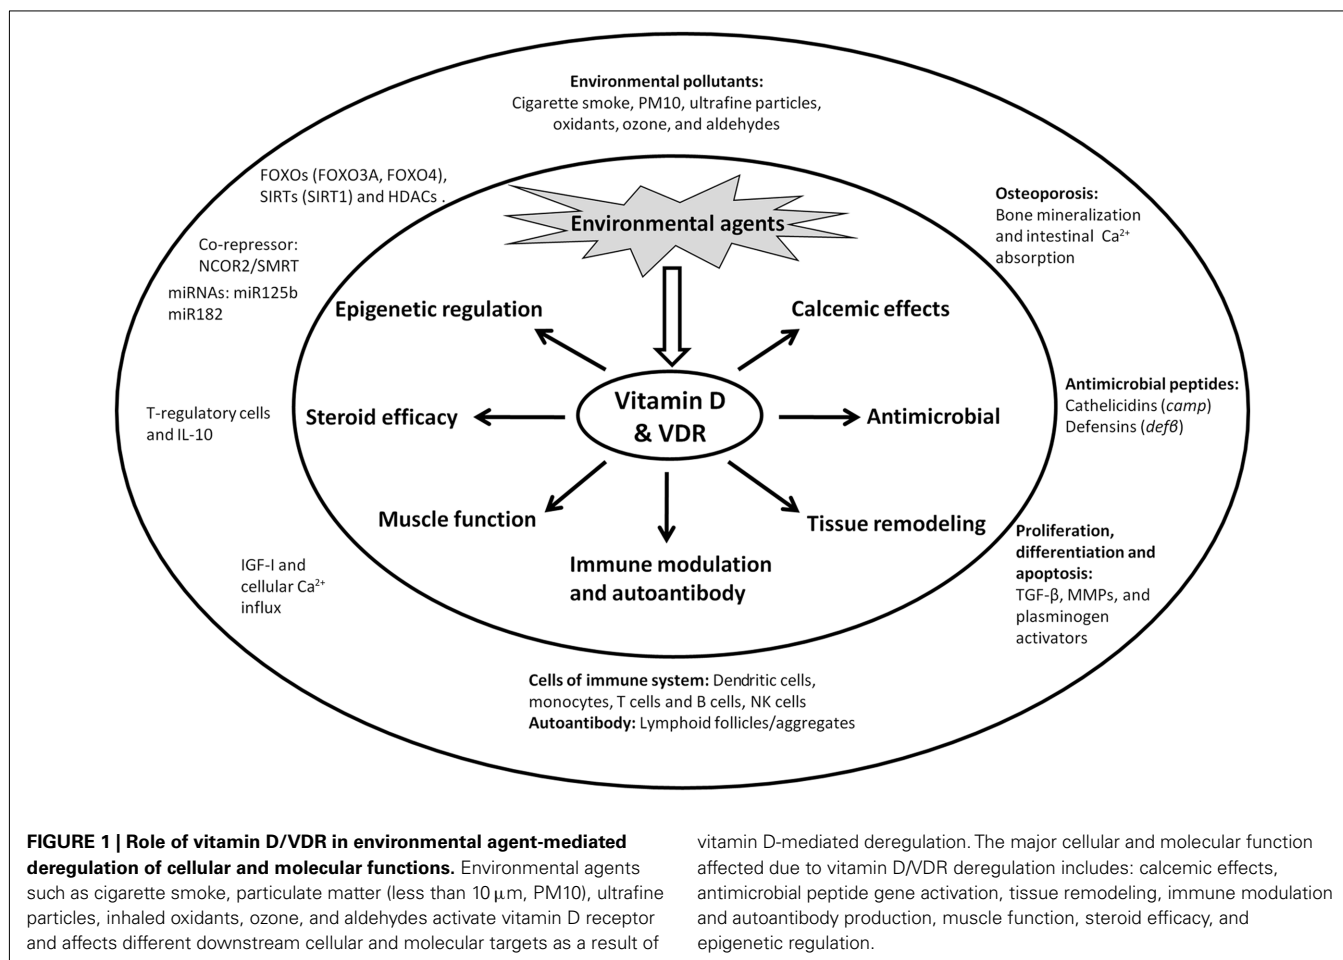 Environmental pollutants:
Cigarette smoke, PM10, ultrafine particles,
oxidants, ozone, and aldehydes
FOXOs (FOXO3A, FOXO4),
SIRTs (SIRT1) and HDACs .
Co-repressor:
NCOR2/SMRT
miRNAs: miR125b
miR182
T-regulatory cells
and IL-10
IGF-I and
cellular Ca²⁺
influx
Environmental agents
Epigenetic regulation
Calcemic effects
Steroid efficacy
Vitamin D
& VDR
Antimicrobial
Muscle function
Tissue remodeling
Immune modulation
and autoantibody
Osteoporosis:
Bone mineralization
and intestinal Ca²⁺
absorption
Antimicrobial peptides:
Cathelicidins (camp)
Defensins (defβ)
Proliferation,
differentiation and
apoptosis:
TGF-β, MMPs, and
plasminogen
activators
Cells of immune system: Dendritic cells,
monocytes, T cells and B cells, NK cells
Autoantibody: Lymphoid follicles/aggregates
FIGURE 1 | Role of vitamin D/VDR in environmental agent-mediated
deregulation of cellular and molecular functions. Environmental agents
such as cigarette smoke, particulate matter (less than 10 μm, PM10), ultrafine
particles, inhaled oxidants, ozone, and aldehydes activate vitamin D receptor
and affects different downstream cellular and molecular targets as a result of
vitamin D-mediated deregulation. The major cellular and molecular function
affected due to vitamin D/VDR deregulation includes: calcemic effects,
antimicrobial peptide gene activation, tissue remodeling, immune modulation
and autoantibody production, muscle function, steroid efficacy, and
epigenetic regulation.